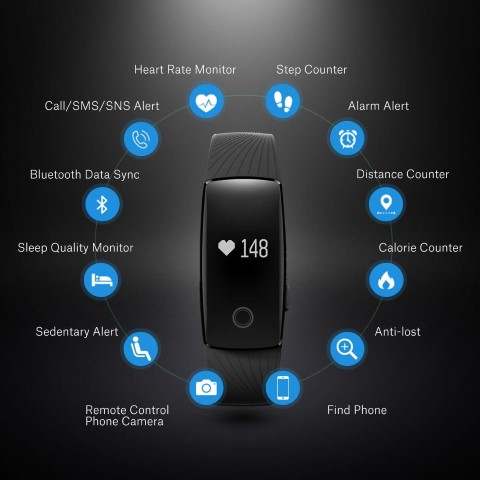 Heart Rate Monitor
Step Counter
Call/SMS/SNS Alert
Alarm Alert
Bluetooth Data Sync
Distance Counter
148
Sleep Quality Monitor
Calorie Counter
Sedentary Alert
Anti-lost
Remote Control
Phone Camera
Find Phone